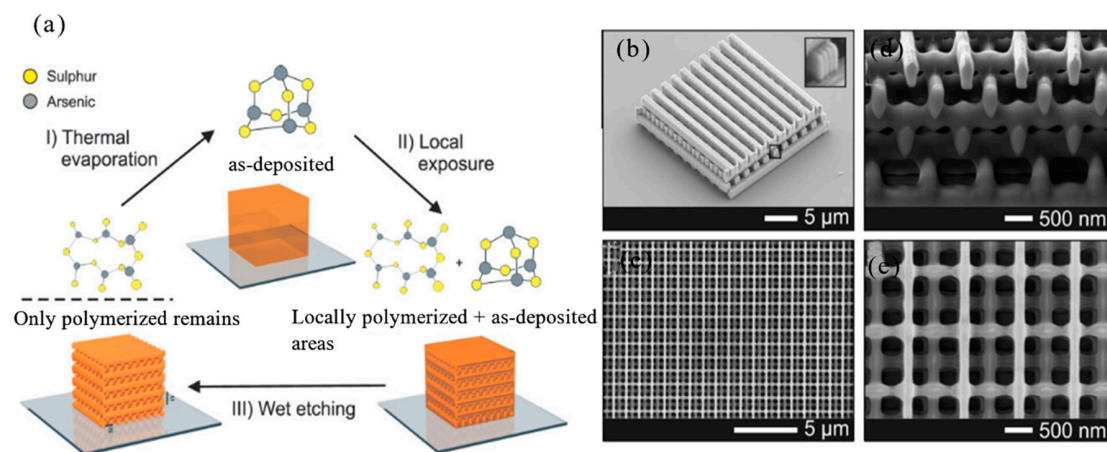 (a)
Sulphur
Arsenic
I) Thermal
evaporation
as-deposited
II) Local
exposure
+
Only polymerized remains
Locally polymerized + as-deposited
areas
III) Wet etching
c
a
(b)
5 µm
(c)
5 µm
(d)
500 nm
(e)
500 nm